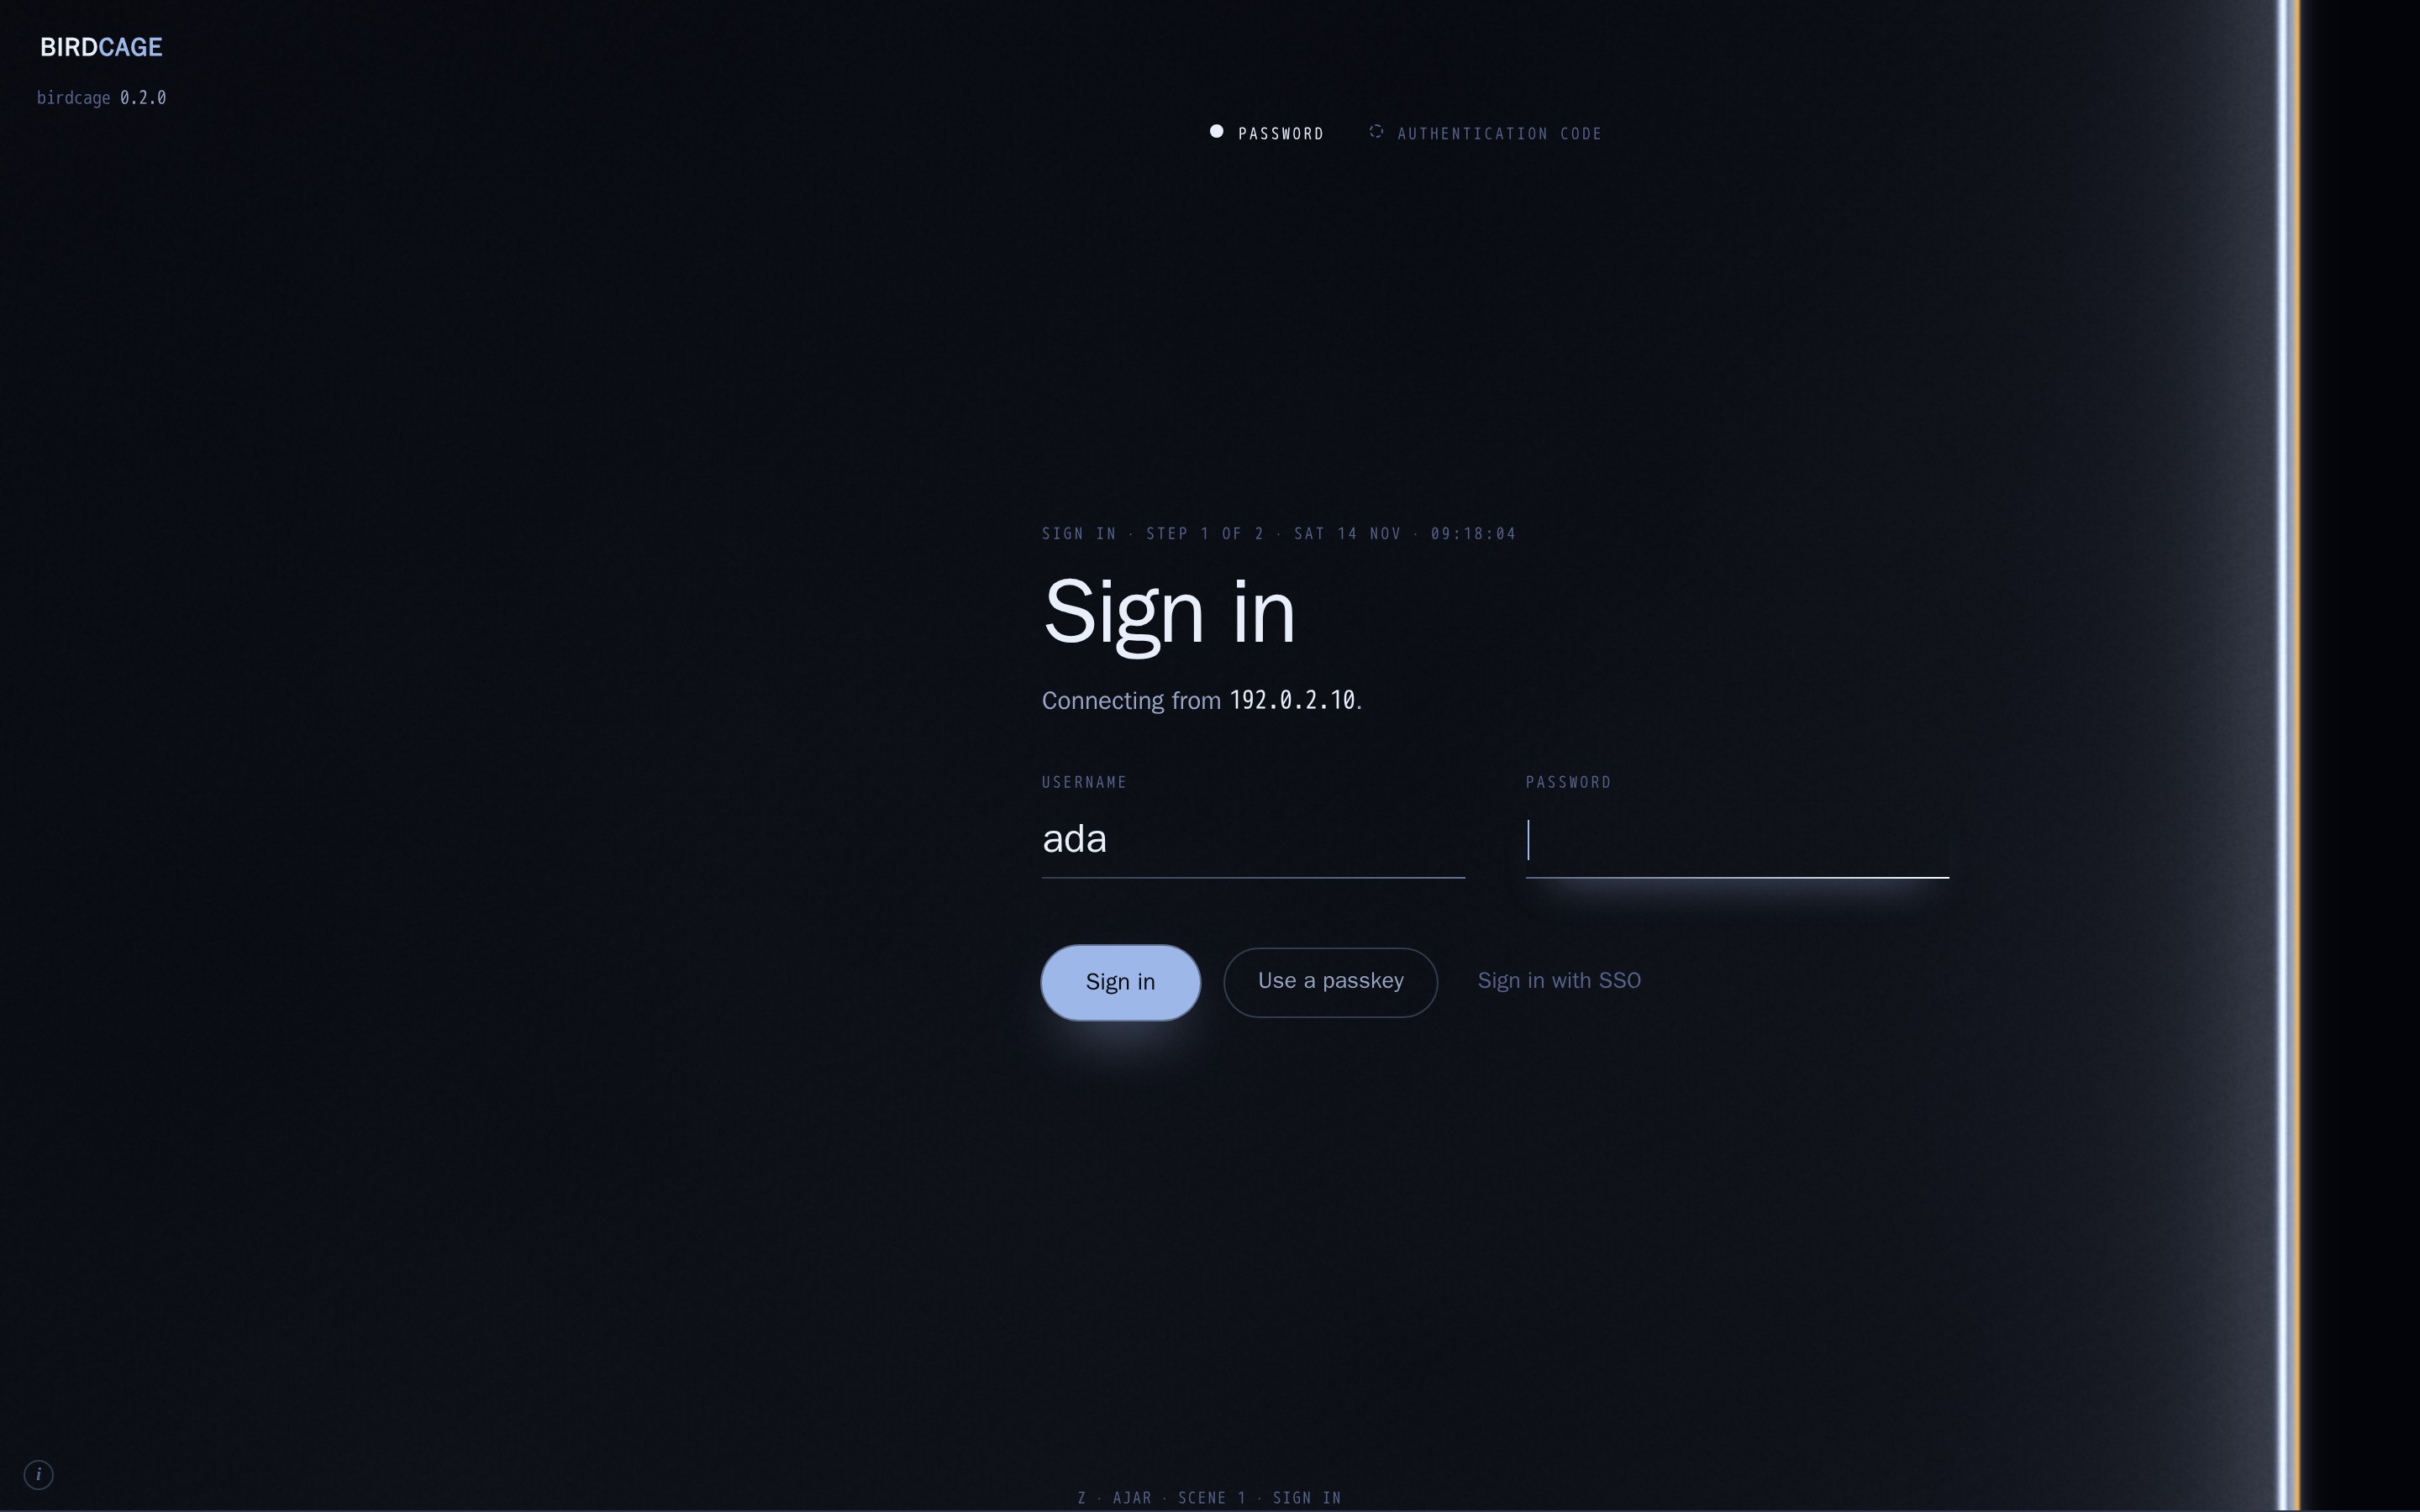 BIRDCAGE
birdcage 0.2.0
PASSWORD AUTHENTICATION CODE
SIGN IN · STEP 1 OF 2 · SAT 14 NOV · 09:18:04
Sign in
Connecting from 192.0.2.10.
USERNAME PASSWORD
ada
Sign in Use a passkey Sign in with SSO
i
Z · AJAR · SCENE 1 · SIGN IN